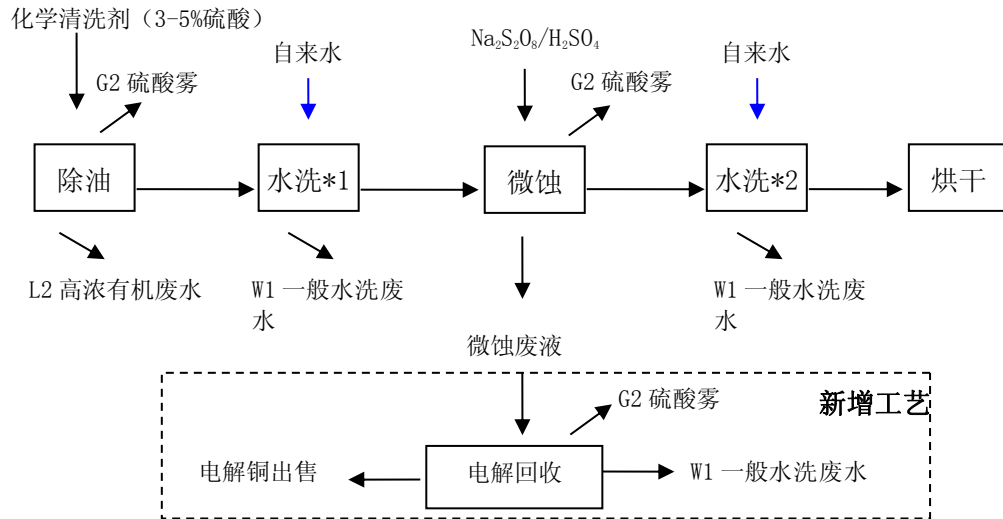 化学清洗剂（3-5%硫酸）
G2 硫酸雾
自来水
Na₂S₂O₈/H₂SO₄
G2 硫酸雾
自来水
除油
水洗*1
微蚀
水洗*2
烘干
L2 高浓有机废水
W1 一般水洗废
水
W1 一般水洗废
水
微蚀废液
新增工艺
G2 硫酸雾
电解铜出售
电解回收
W1 一般水洗废水